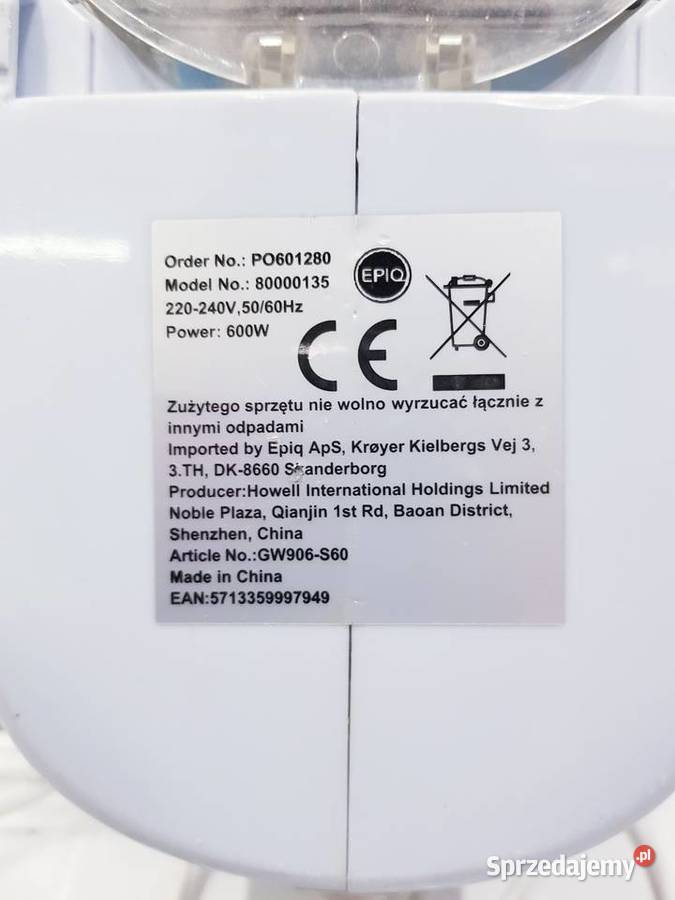 Order No.: PO601280
Model No.: 80000135
220-240V,50/60Hz
Power: 600W
EPIQ
CE
Zużytego sprzętu nie wolno wyrzucać łącznie z
innymi odpadami
Imported by Epiq ApS, Krøyer Kielbergs Vej 3,
3.TH, DK-8660 Skanderborg
Producer:Howell International Holdings Limited
Noble Plaza, Qianjin 1st Rd, Baoan District,
Shenzhen, China
Article No.:GW906-S60
Made in China
EAN:5713359997949
Sprzedajemy.pl